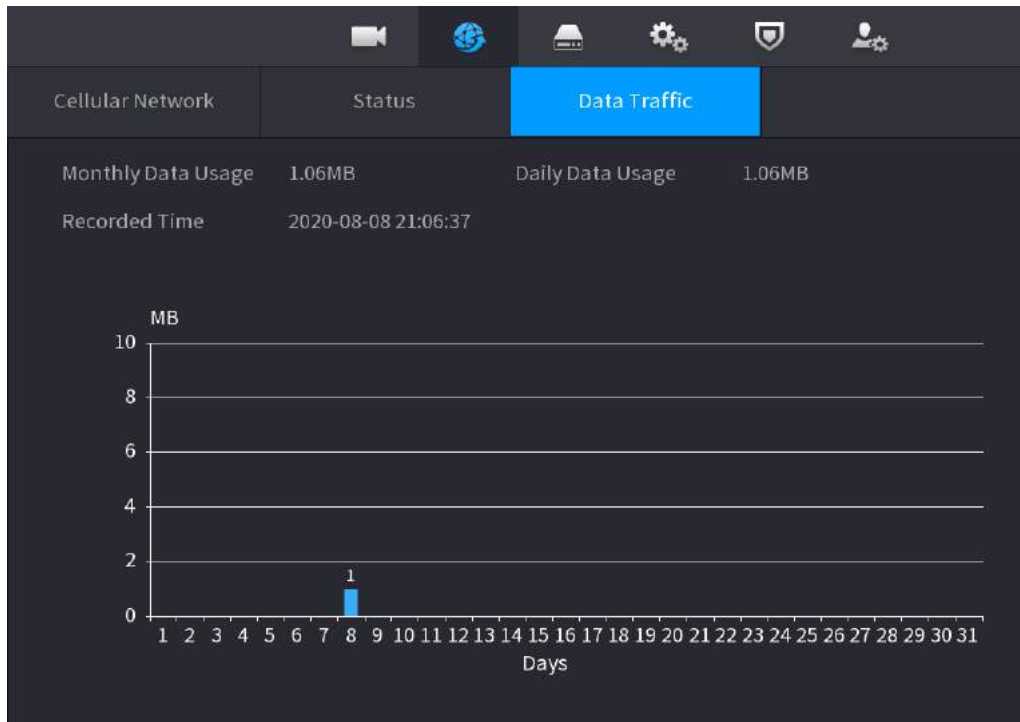 Cellular Network Status Data Traffic
Monthly Data Usage 1.06MB Daily Data Usage 1.06MB
Recorded Time 2020-08-08 21:06:37
MB
10
8
6
4
2
1
0
1 2 3 4 5 6 7 8 9 10 11 12 13 14 15 16 17 18 19 20 21 22 23 24 25 26 27 28 29 30 31
Days